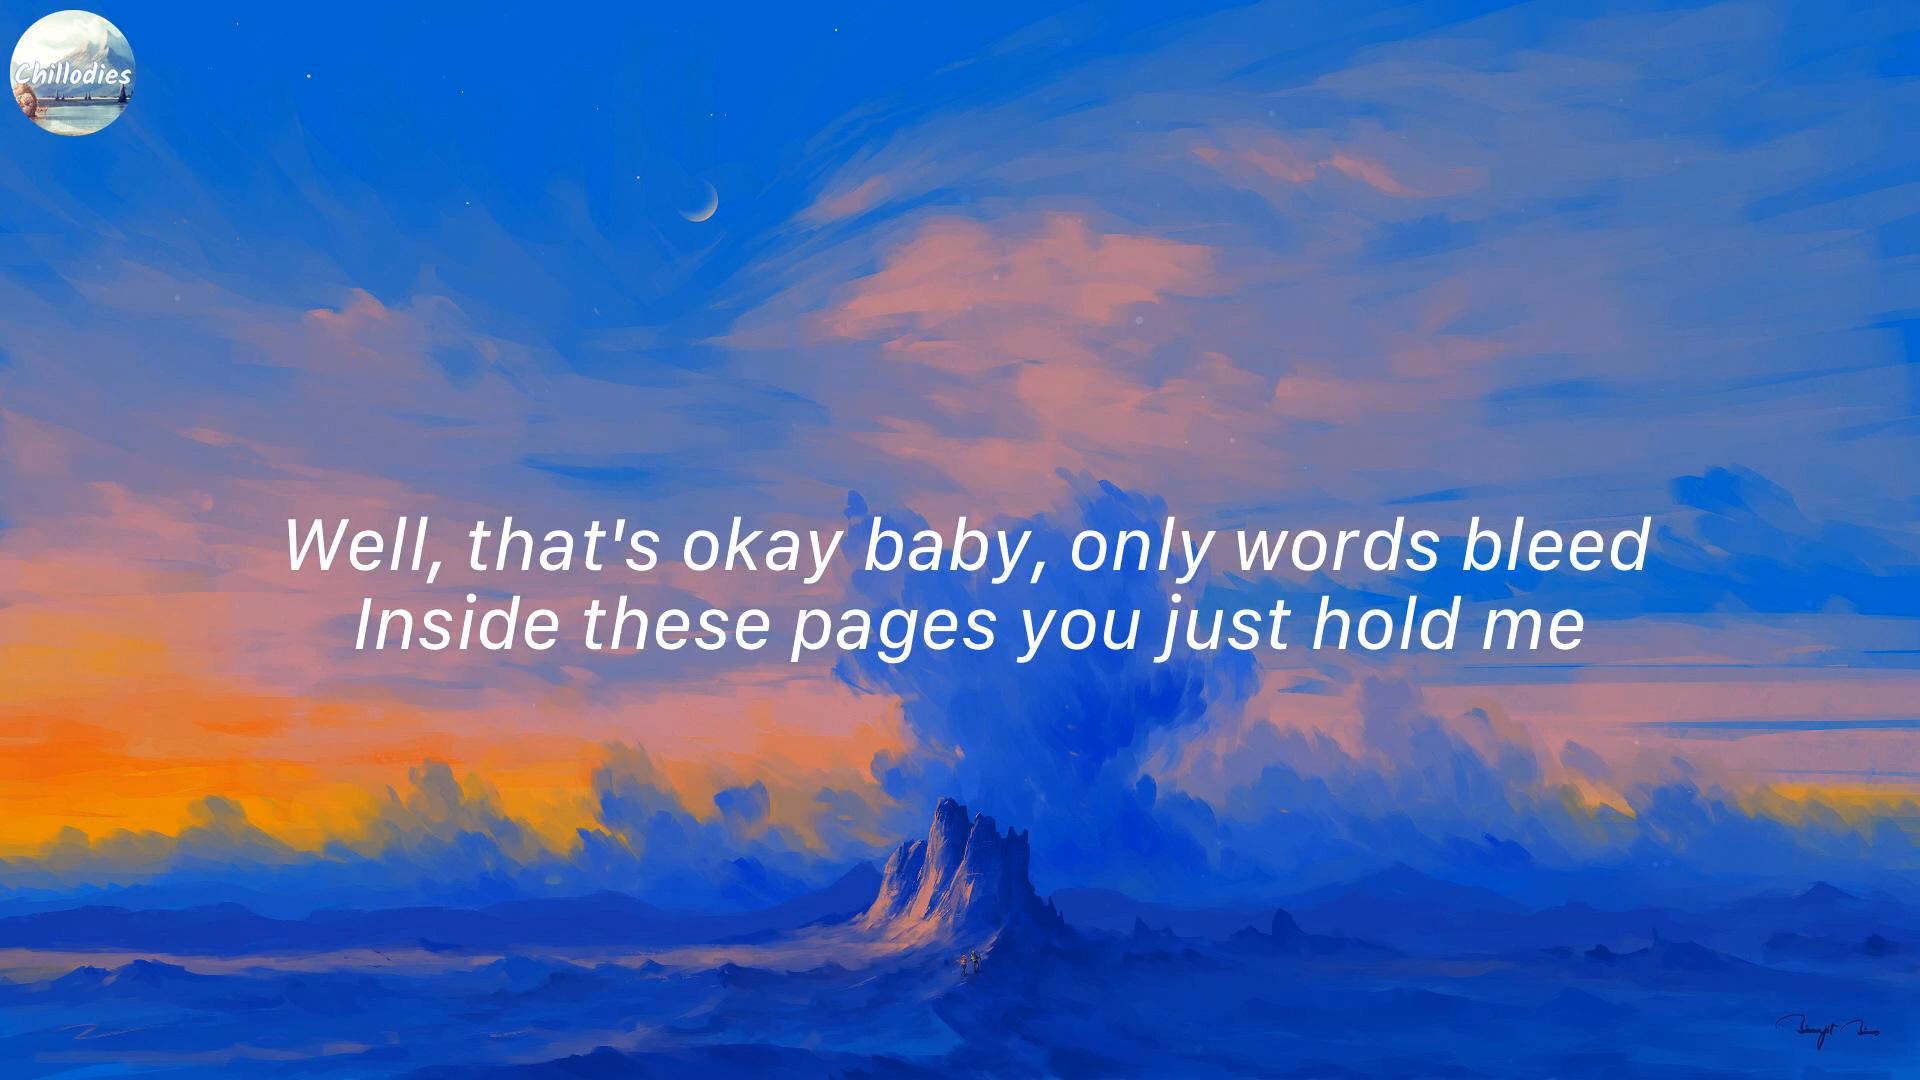 Chillodies
Well, that's okay baby, only words bleed
Inside these pages you just hold me